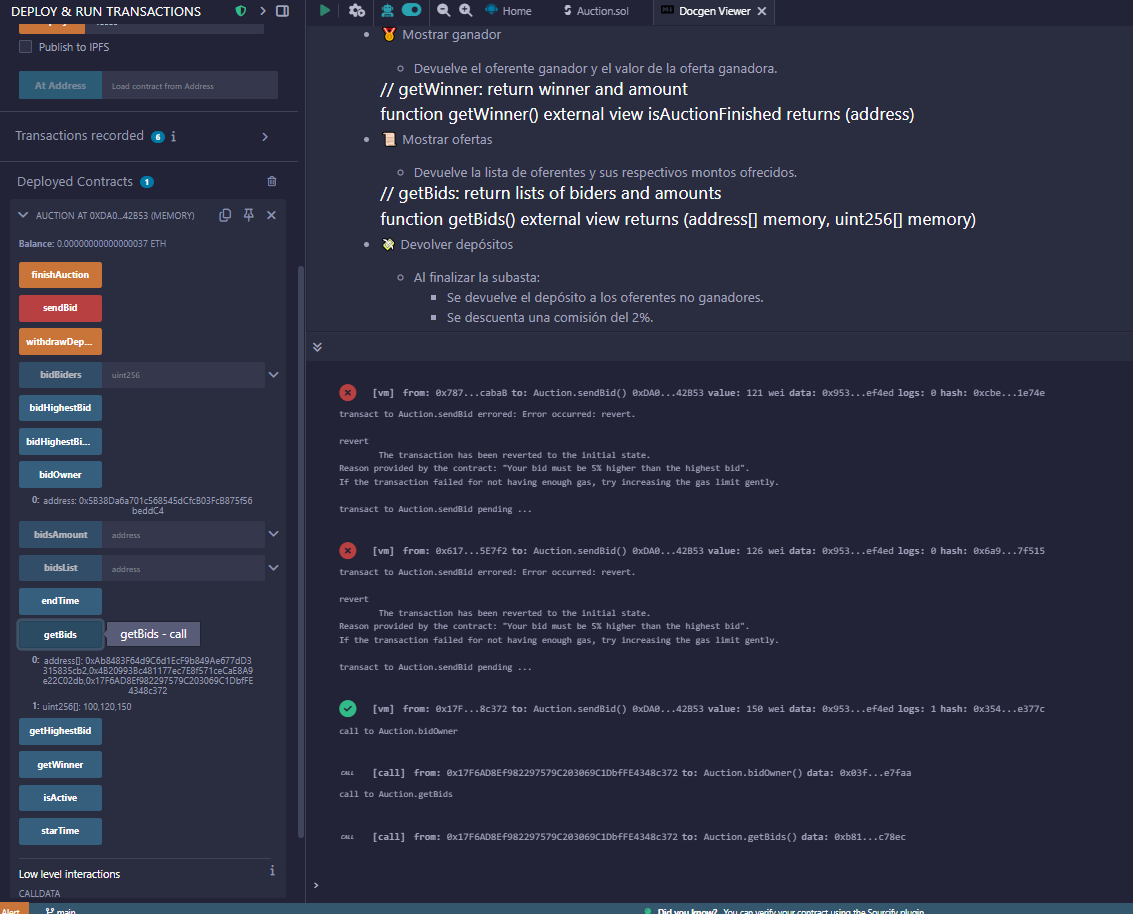 DEPLOY & RUN TRANSACTIONS
Publish to IPFS
At Address
Load contract from Address
Transactions recorded 6 i
Deployed Contracts 1
AUCTION AT 0XDA0...42B53 (MEMORY)
Balance: 0.00000000000000037 ETH
finishAuction
sendBid
withdrawDep...
bidBiders
uint256
bidHighestBid
bidHighestBi...
bidOwner
0: address: 0x5B38Da6a701c568545dCfcB03FcB875f56
beddC4
bidsAmount
address
bidsList
address
endTime
getBids
getBids - call
0: address[]: 0xAb8483F64d9C6d1EcF9b849Ae677dD3
315835cb2,0x4B20993Bc481177ec7E8f571ceCaE8A9
e22C02db,0x17F6AD8Ef982297579C203069C1DbfFE
4348c372
1: uint256[]: 100,120,150
getHighestBid
getWinner
isActive
starTime
Low level interactions
i
CALLDATA
Alert
main
Home
Auction.sol
Docgen Viewer
Mostrar ganador
Devuelve el oferente ganador y el valor de la oferta ganadora.
// getWinner: return winner and amount
function getWinner() external view isAuctionFinished returns (address)
Mostrar ofertas
Devuelve la lista de oferentes y sus respectivos montos ofrecidos.
// getBids: return lists of biders and amounts
function getBids() external view returns (address[] memory, uint256[] memory)
Devolver depósitos
Al finalizar la subasta:
Se devuelve el depósito a los oferentes no ganadores.
Se descuenta una comisión del 2%.
[vm] from: 0x787...cabaB to: Auction.sendBid() 0xDA0...42B53 value: 121 wei data: 0x953...ef4ed logs: 0 hash: 0xcbe...1e74e
transact to Auction.sendBid errored: Error occurred: revert.
revert
The transaction has been reverted to the initial state.
Reason provided by the contract: "Your bid must be 5% higher than the highest bid".
If the transaction failed for not having enough gas, try increasing the gas limit gently.
transact to Auction.sendBid pending ...
[vm] from: 0x617...5E7f2 to: Auction.sendBid() 0xDA0...42B53 value: 126 wei data: 0x953...ef4ed logs: 0 hash: 0x6a9...7f515
transact to Auction.sendBid errored: Error occurred: revert.
revert
The transaction has been reverted to the initial state.
Reason provided by the contract: "Your bid must be 5% higher than the highest bid".
If the transaction failed for not having enough gas, try increasing the gas limit gently.
transact to Auction.sendBid pending ...
[vm] from: 0x17F...8c372 to: Auction.sendBid() 0xDA0...42B53 value: 150 wei data: 0x953...ef4ed logs: 1 hash: 0x354...e377c
call to Auction.bidOwner
CALL [call] from: 0x17F6AD8Ef982297579C203069C1DbfFE4348c372 to: Auction.bidOwner() data: 0x03f...e7faa
call to Auction.getBids
CALL [call] from: 0x17F6AD8Ef982297579C203069C1DbfFE4348c372 to: Auction.getBids() data: 0xb81...c78ec
>
Did you know? You can verify your contract using the Sourcify plugin.